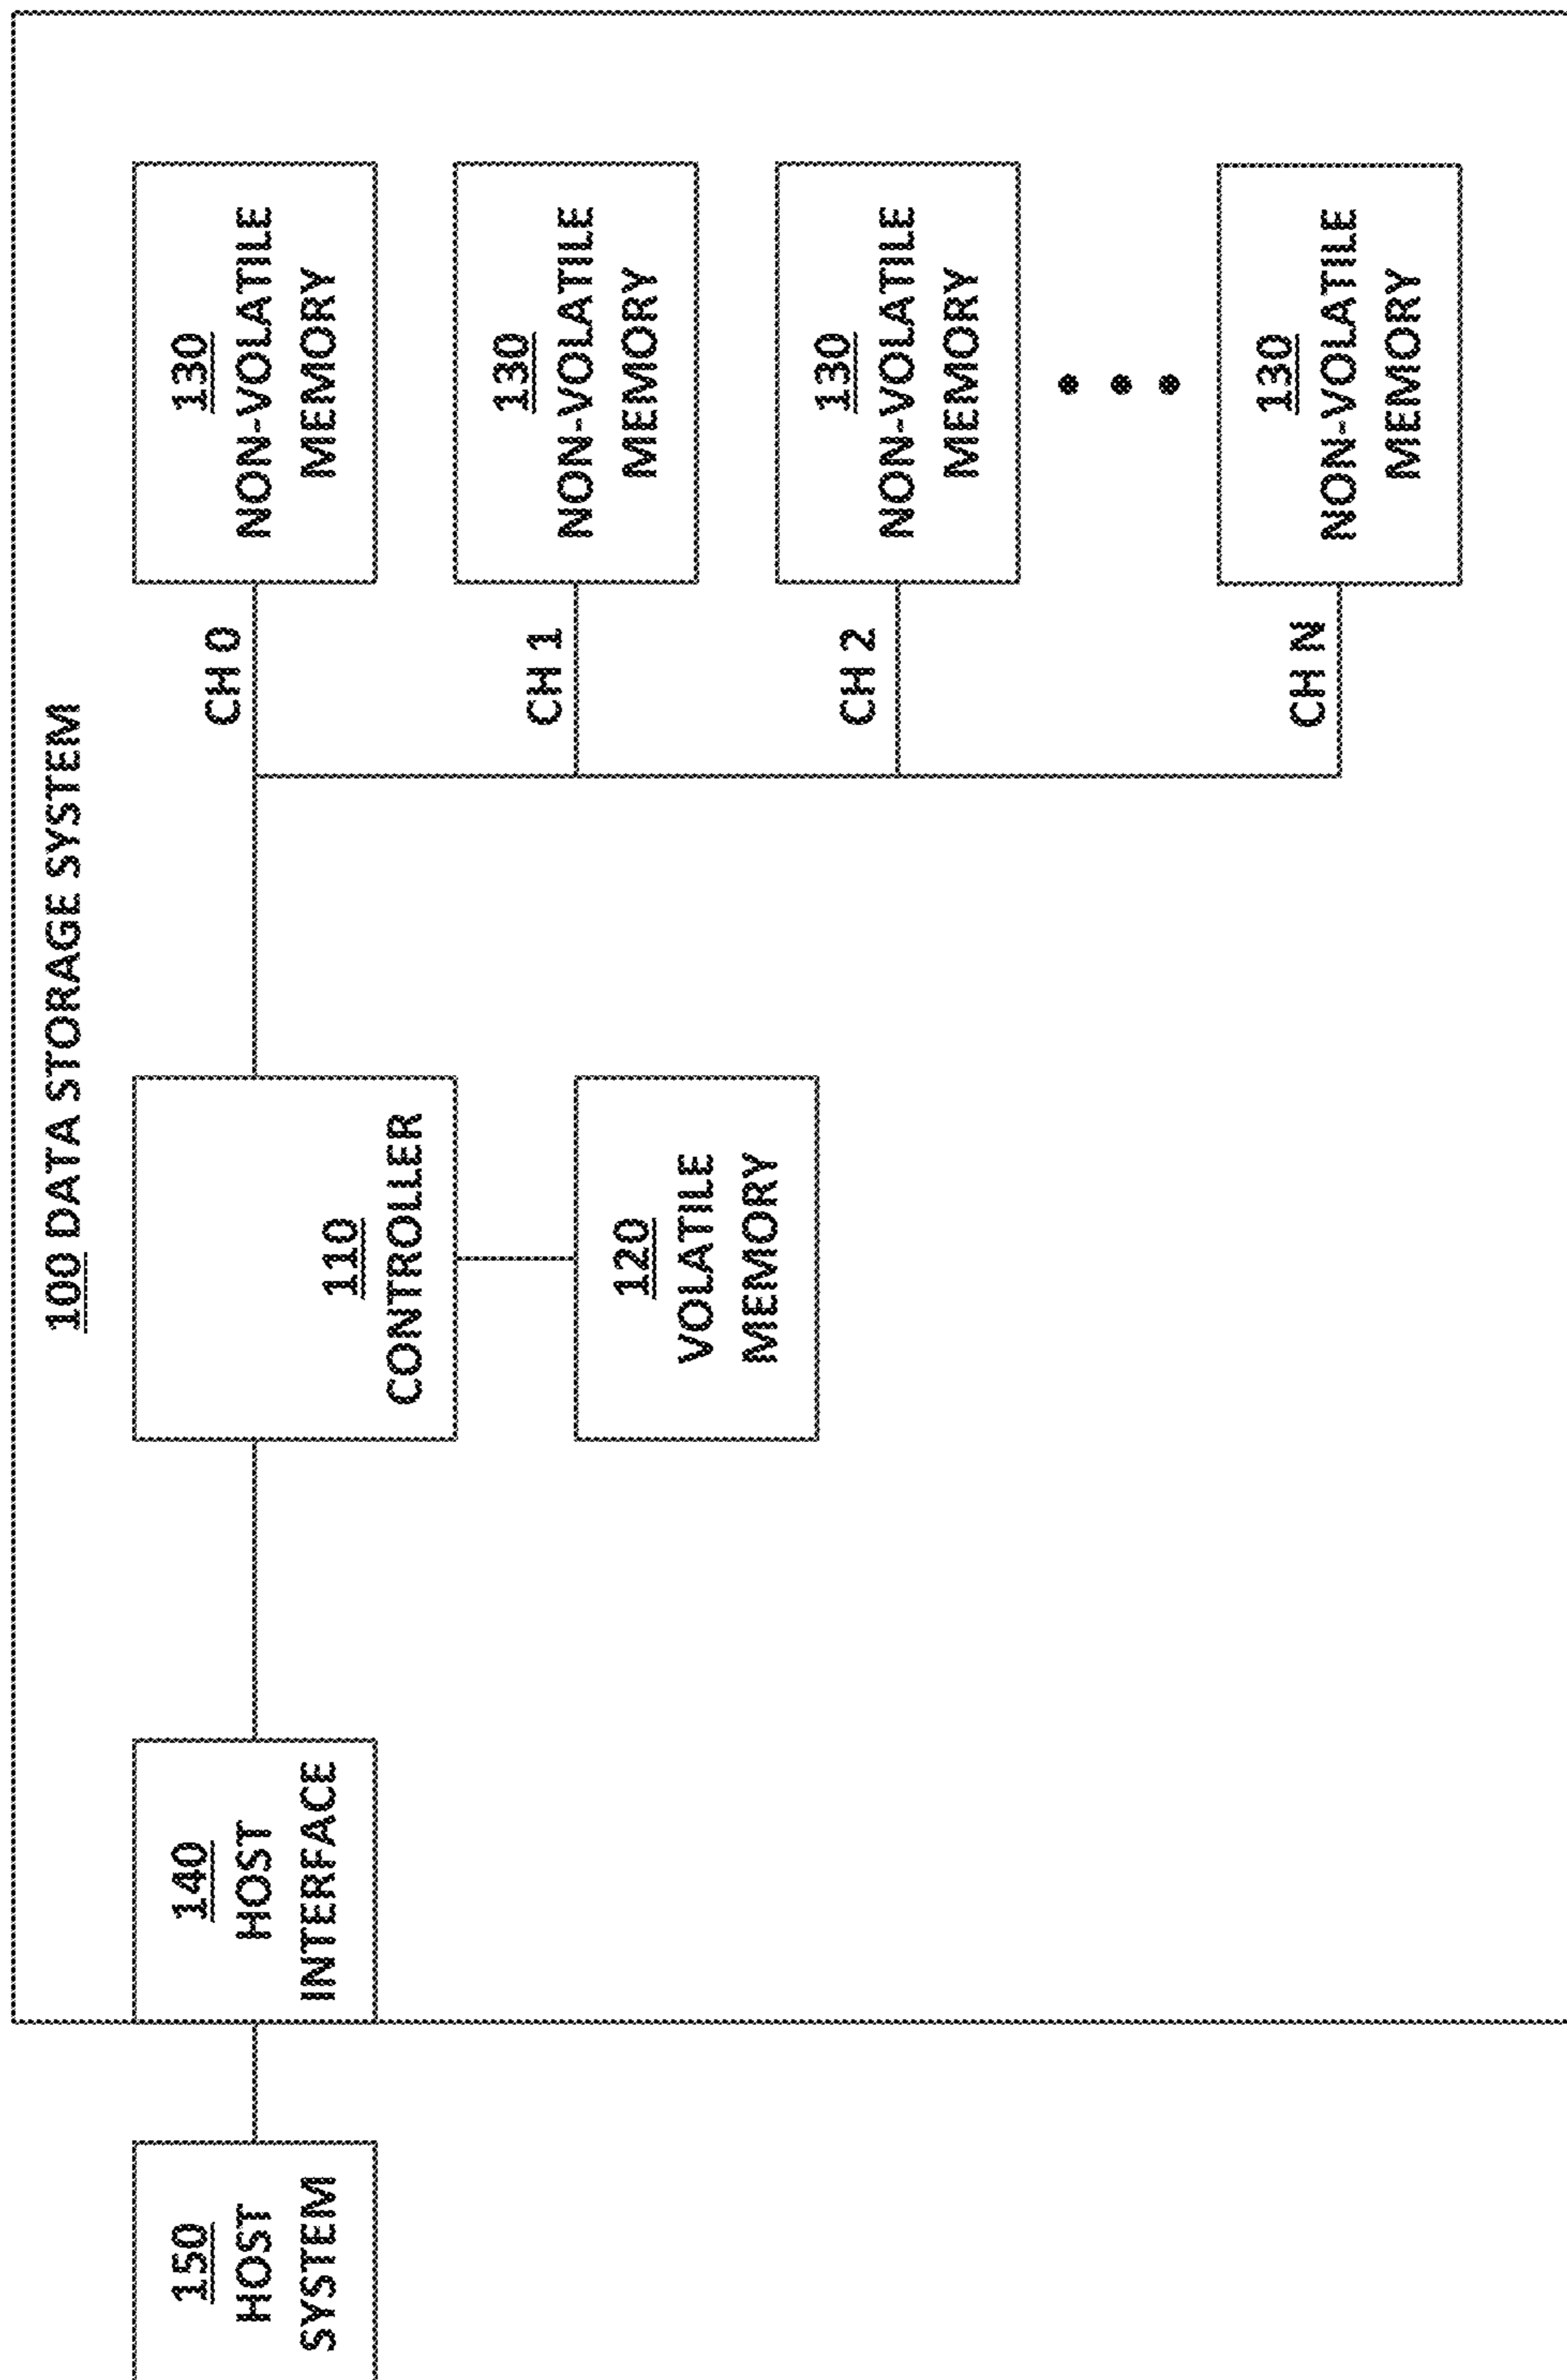 100 DATA STORAGE SYSTEM
150
HOST
SYSTEM
140
HOST
INTERFACE
110
CONTROLLER
120
VOLATILE
MEMORY
CH 0
130
NON-VOLATILE
MEMORY
CH 1
130
NON-VOLATILE
MEMORY
CH 2
130
NON-VOLATILE
MEMORY
CH N
130
NON-VOLATILE
MEMORY